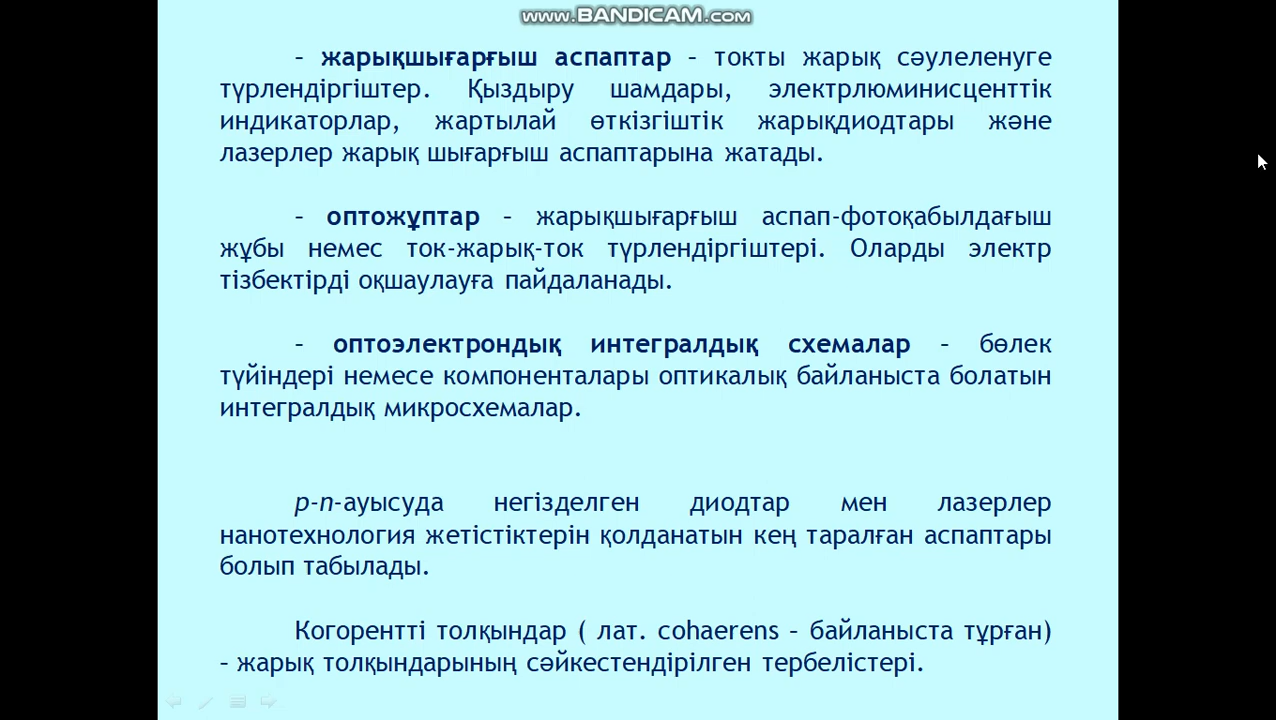 www.BANDICAM.com
- жарықшығарғыш аспаптар - токты жарық сәулеленуге
түрлендіргіштер. Қыздыру шамдары, электрлюминисценттік
индикаторлар, жартылай өткізгіштік жарықдиодтары және
лазерлер жарық шығарғыш аспаптарына жатады.
- оптожұптар - жарықшығарғыш аспап-фотоқабылдағыш
жұбы немес ток-жарық-ток түрлендіргіштері. Оларды электр
тізбектірді оқшаулауға пайдаланады.
- оптоэлектрондық интегралдық схемалар - бөлек
түйіндері немесе компоненталары оптикалық байланыста болатын
интегралдық микросхемалар.
p-n-ауысуда негізделген диодтар мен лазерлер
нанотехнология жетістіктерін қолданатын кең таралған аспаптары
болып табылады.
Когорентті толқындар ( лат. cohaerens – байланыста тұрған)
– жарық толқындарының сәйкестендірілген тербелістері.